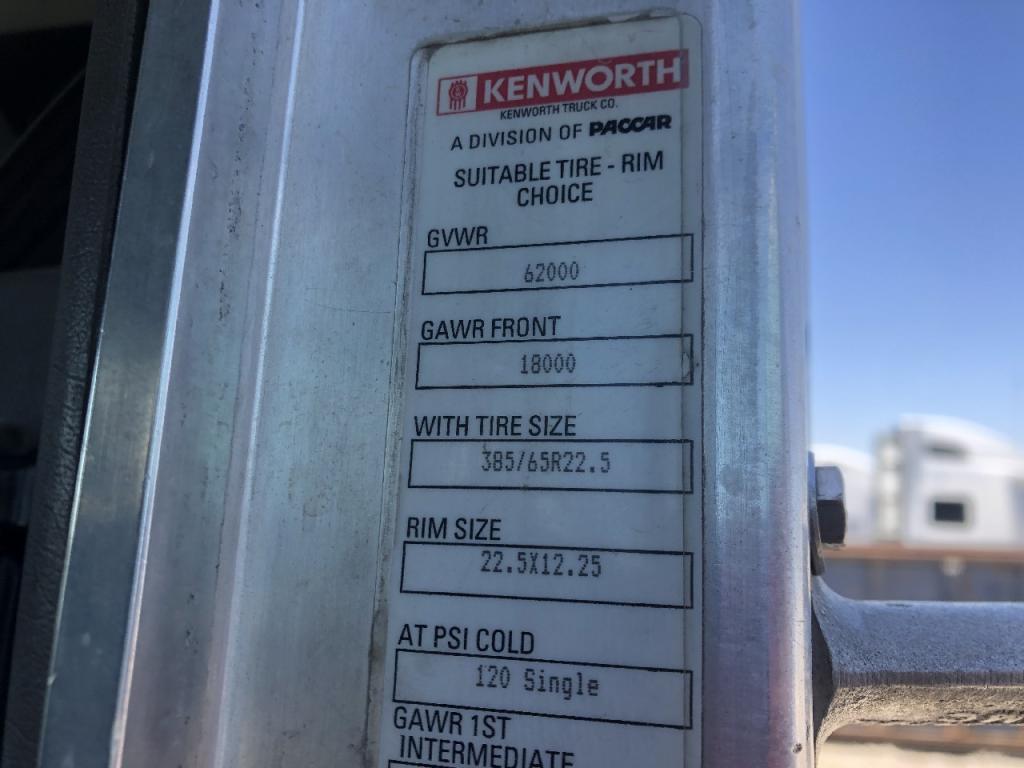 KENWORTH
KENWORTH TRUCK CO.
A DIVISION OF PACCAR
SUITABLE TIRE - RIM
CHOICE
GVWR
62000
GAWR FRONT
18000
WITH TIRE SIZE
385/65R22.5
RIM SIZE
22.5X12.25
AT PSI COLD
120 Single
GAWR 1ST
INTERMEDIATE